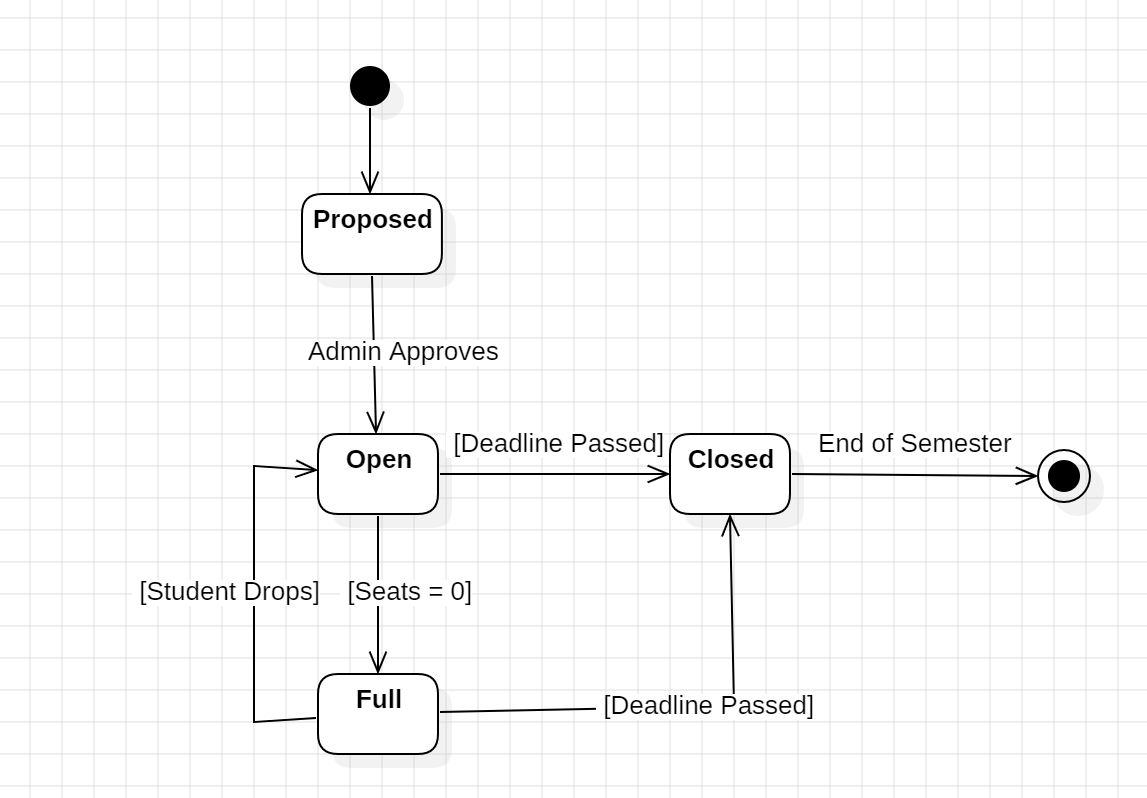 Proposed
Admin Approves
Open
[Deadline Passed]
Closed
End of Semester
[Student Drops]
[Seats = 0]
Full
[Deadline Passed]